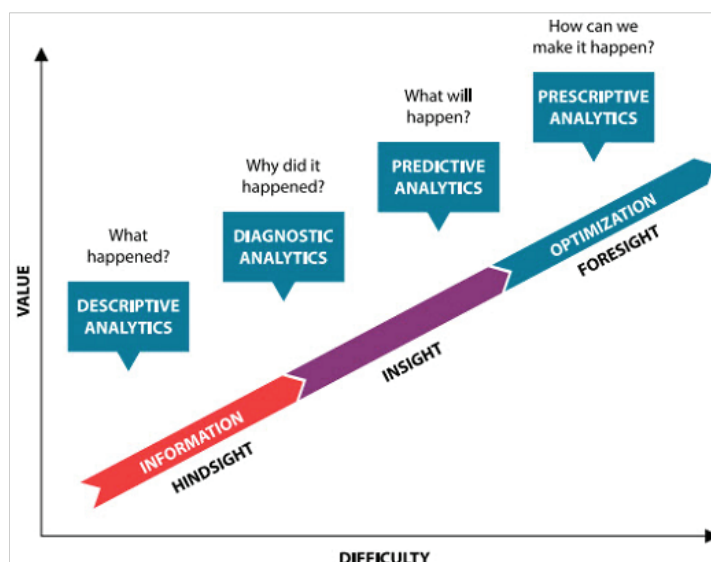 How can we
make it happen?
PRESCRIPTIVE
ANALYTICS
What will
happen?
PREDICTIVE
ANALYTICS
Why did it
happened?
DIAGNOSTIC
ANALYTICS
What
happened?
DESCRIPTIVE
ANALYTICS
VALUE
OPTIMIZATION
FORESIGHT
INSIGHT
INFORMATION
HINDSIGHT
DIFFICULTY